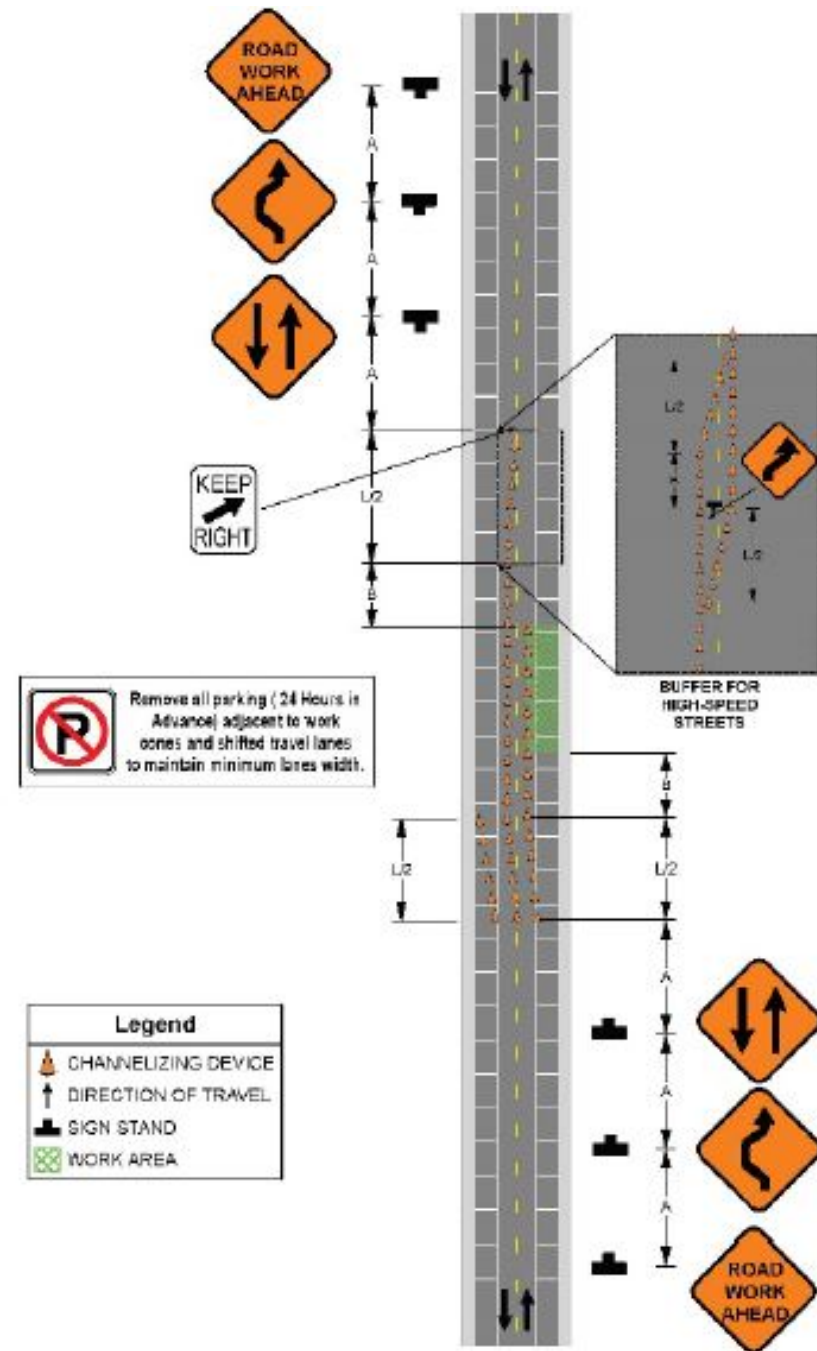 ROAD
WORK
AHEAD
A
A
A
L/2
L/2
L/2
KEEP
RIGHT
L/2
B
BUFFER FOR
HIGH-SPEED
STREETS
P
Remove all parking ( 24 Hours in
Advance) adjacent to work
cones and shifted travel lanes
to maintain minimum lanes width.
B
L/2
L/2
A
Legend
CHANNELIZING DEVICE
DIRECTION OF TRAVEL
SIGN STAND
WORK AREA
A
A
ROAD
WORK
AHEAD